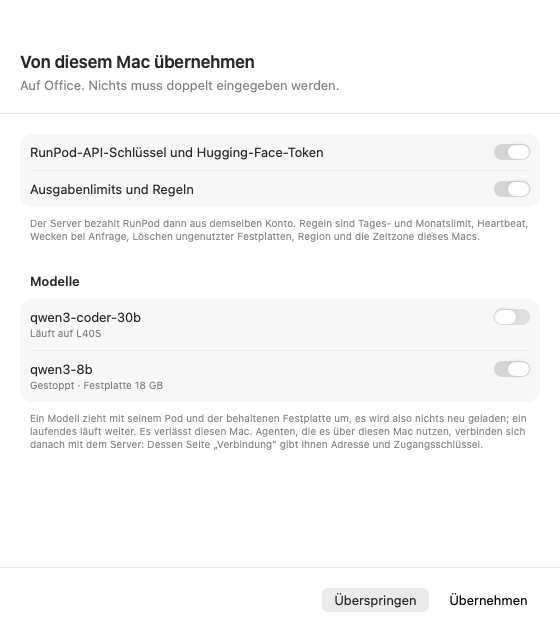 Von diesem Mac übernehmen
Auf Office. Nichts muss doppelt eingegeben werden.
RunPod-API-Schlüssel und Hugging-Face-Token
Ausgabenlimits und Regeln
Der Server bezahlt RunPod dann aus demselben Konto. Regeln sind Tages- und Monatslimit, Heartbeat,
Wecken bei Anfrage, Löschen ungenutzter Festplatten, Region und die Zeitzone dieses Macs.
Modelle
qwen3-coder-30b
Läuft auf L40S
qwen3-8b
Gestoppt · Festplatte 18 GB
Ein Modell zieht mit seinem Pod und der behaltenen Festplatte um, es wird also nichts neu geladen; ein
laufendes läuft weiter. Es verlässt diesen Mac. Agenten, die es über diesen Mac nutzen, verbinden sich
danach mit dem Server: Dessen Seite „Verbindung“ gibt ihnen Adresse und Zugangsschlüssel.
Überspringen
Übernehmen